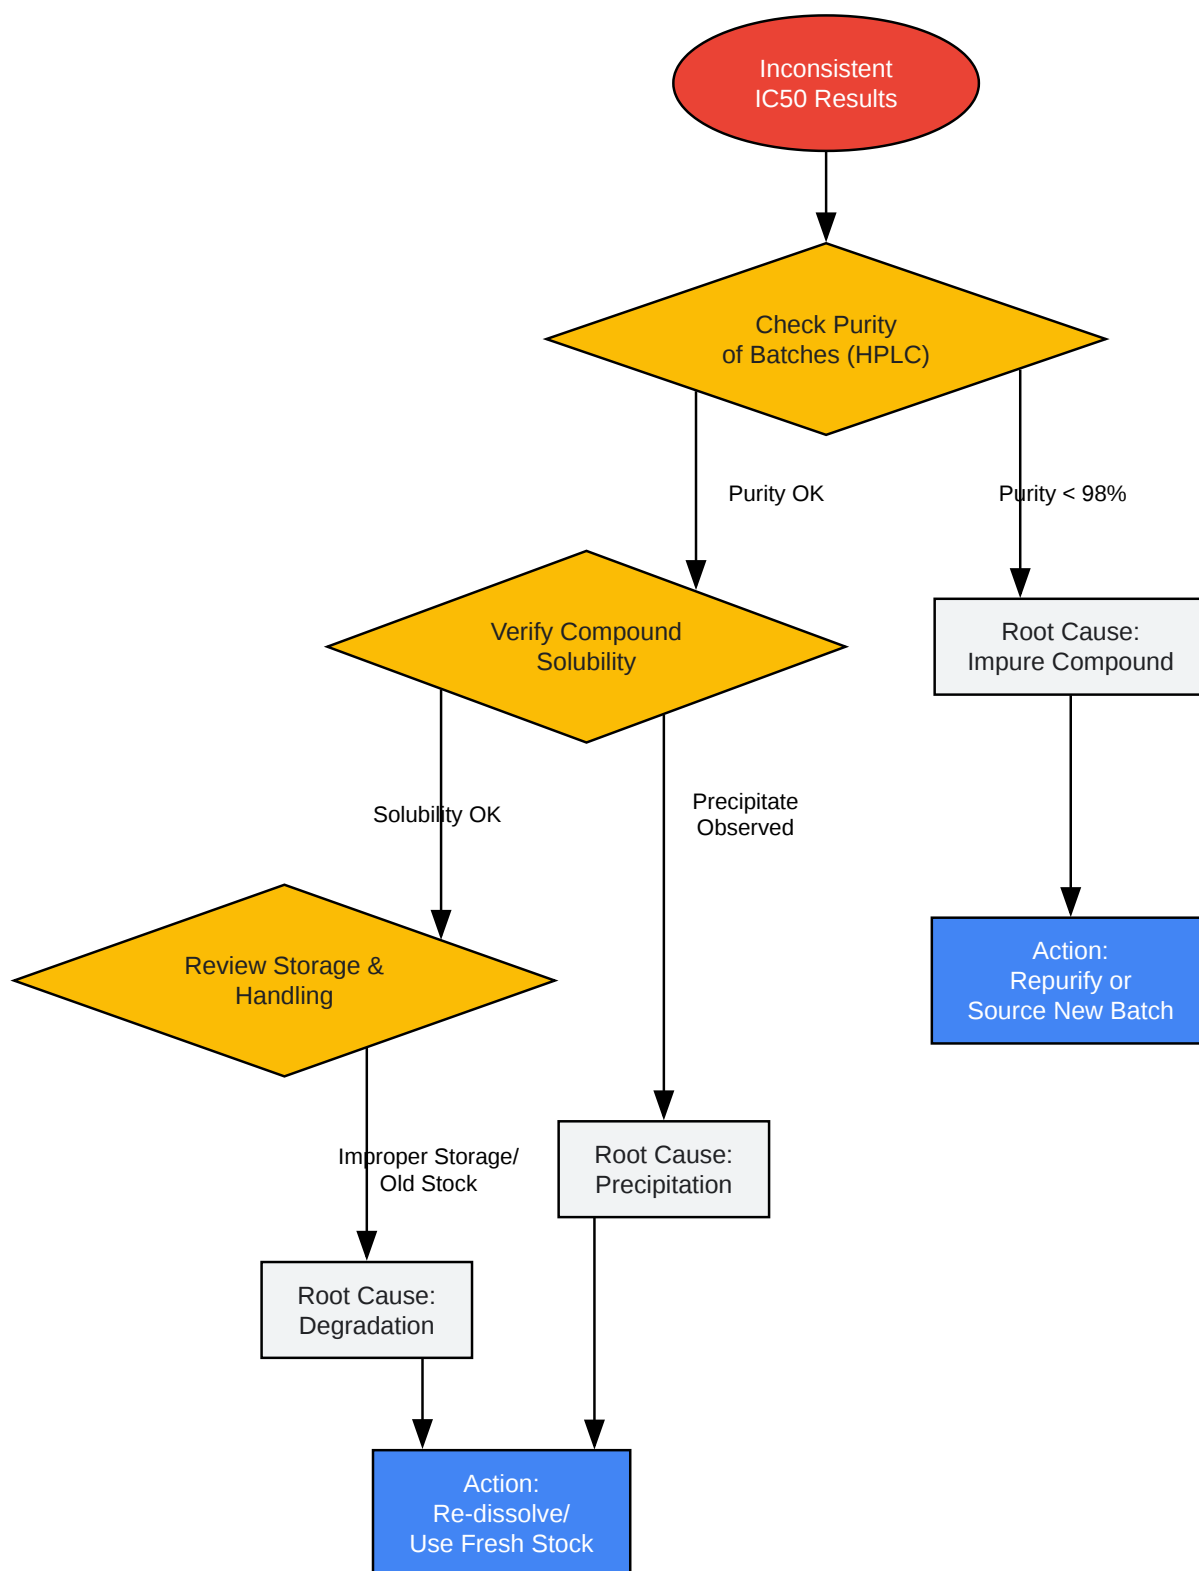 Inconsistent
IC50 Results
Check Purity
of Batches (HPLC)
Purity OK
Purity < 98%
Verify Compound
Solubility
Root Cause:
Impure Compound
Solubility OK
Precipitate
Observed
Review Storage &
Handling
Action:
Repurify or
Source New Batch
Improper Storage/
Old Stock
Root Cause:
Precipitation
Root Cause:
Degradation
Action:
Re-dissolve/
Use Fresh Stock